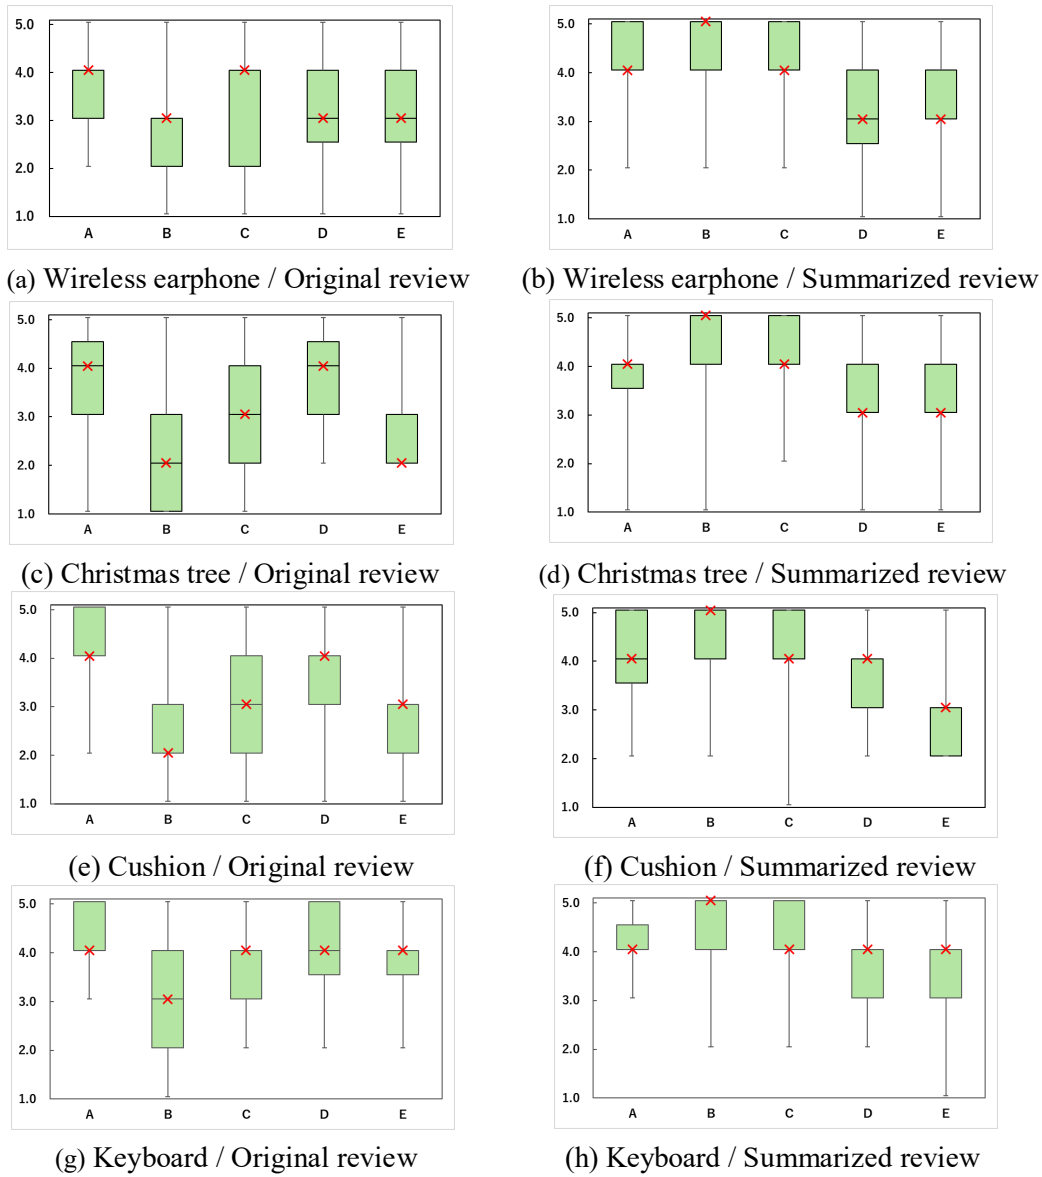 5.0
4.0
3.0
2.0
1.0
A B C D E
(a) Wireless earphone / Original review
5.0
4.0
3.0
2.0
1.0
A B C D E
(b) Wireless earphone / Summarized review
5.0
4.0
3.0
2.0
1.0
A B C D E
(c) Christmas tree / Original review
5.0
4.0
3.0
2.0
1.0
A B C D E
(d) Christmas tree / Summarized review
5.0
4.0
3.0
2.0
1.0
A B C D E
(e) Cushion / Original review
5.0
4.0
3.0
2.0
1.0
A B C D E
(f) Cushion / Summarized review
5.0
4.0
3.0
2.0
1.0
A B C D E
(g) Keyboard / Original review
5.0
4.0
3.0
2.0
1.0
A B C D E
(h) Keyboard / Summarized review